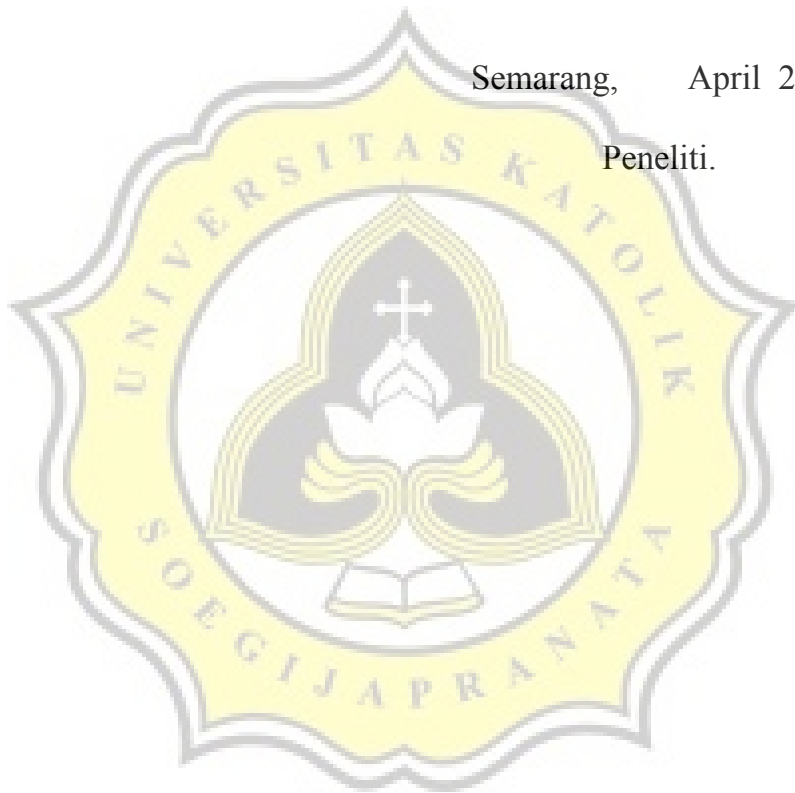 Semarang, April 2
Peneliti.
UNIVERSITAS KATOLIK
SOEGIJAPRANATA